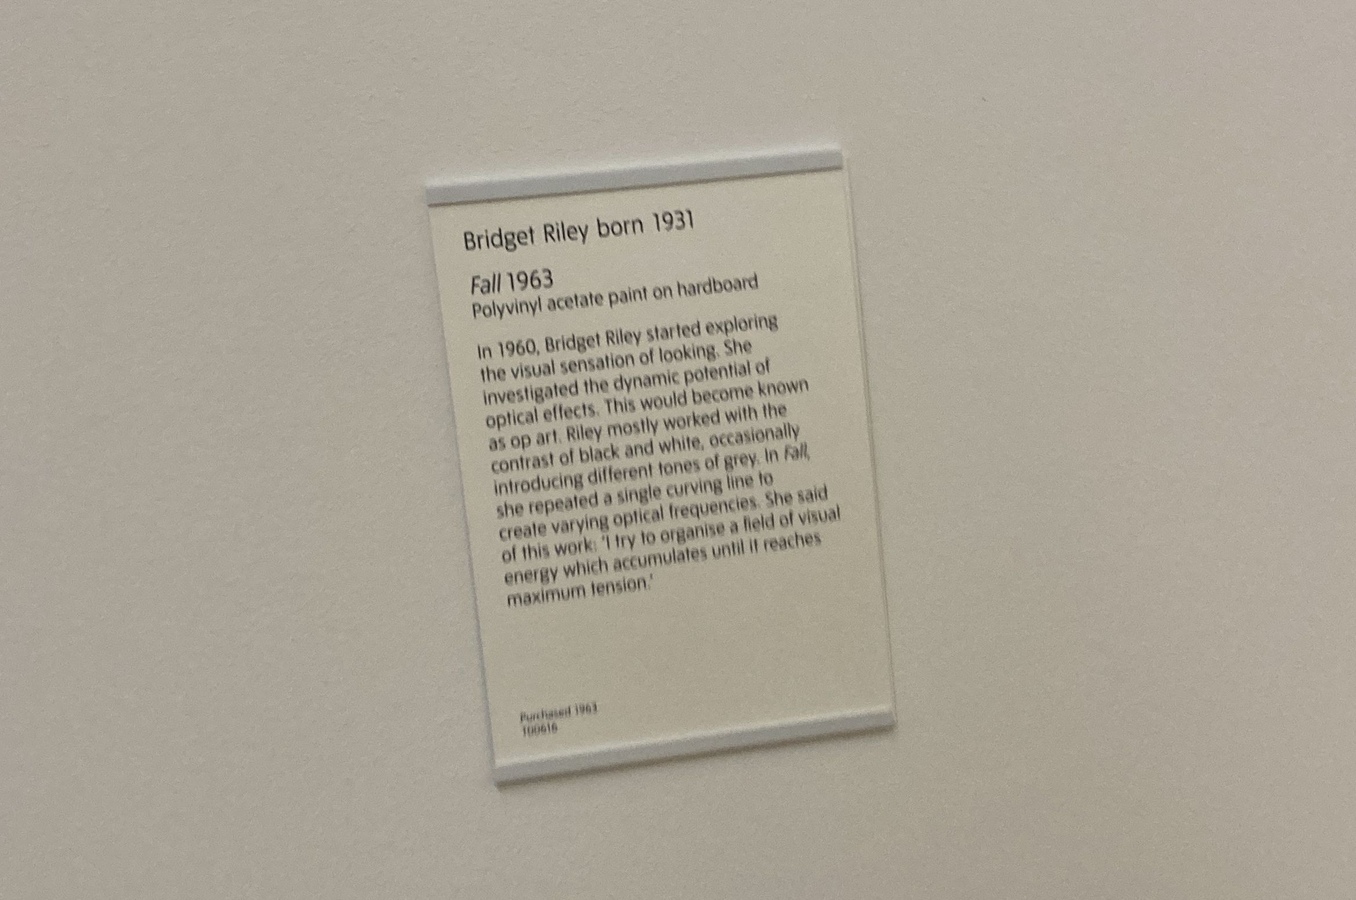 Bridget Riley born 1931
Fall 1963
Polyvinyl acetate paint on hardboard
In 1960, Bridget Riley started exploring
the visual sensation of looking. She
investigated the dynamic potential of
optical effects. This would become known
as op art. Riley mostly worked with the
contrast of black and white, occasionally
introducing different tones of grey. In Fall,
she repeated a single curving line to
create varying optical frequencies. She said
of this work: 'I try to organise a field of visual
energy which accumulates until it reaches
maximum tension.'
Purchased 1963
T00616